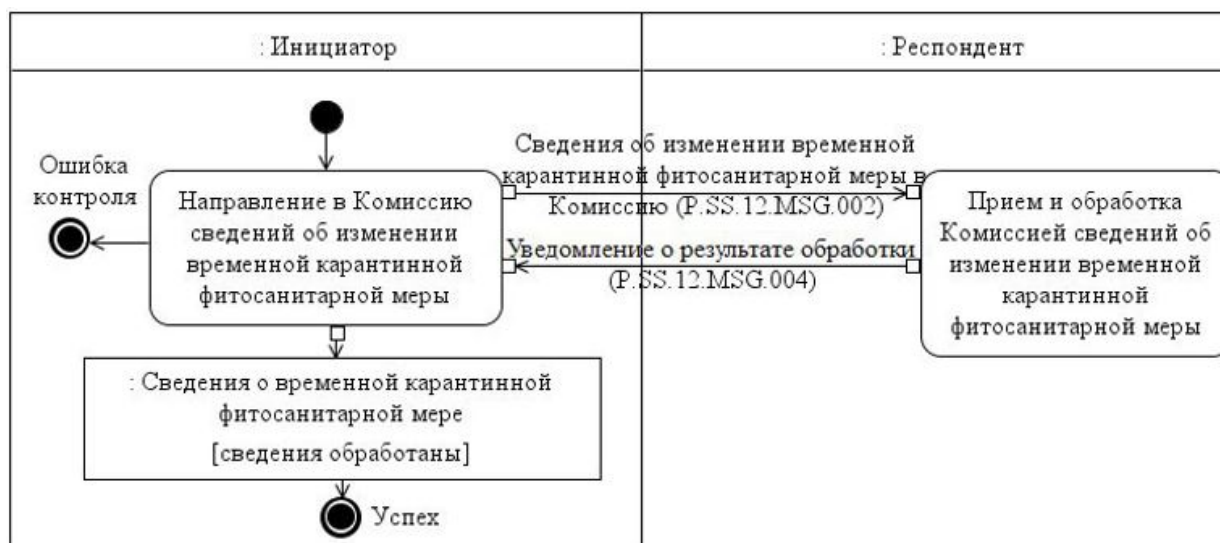 : Инициатор
: Респондент
Ошибка
контроля
Направление в Комиссию
сведений об изменении
временной карантинной
фитосанитарной меры
Сведения об изменении временной
карантинной фитосанитарной меры в
Комиссию (P.SS.12.MSG.002)
Уведомление о результате обработки
(P.SS.12.MSG.004)
Прием и обработка
Комиссией сведений об
изменении временной
карантинной
фитосанитарной меры
: Сведения о временной карантинной
фитосанитарной мере
[сведения обработаны]
Успех